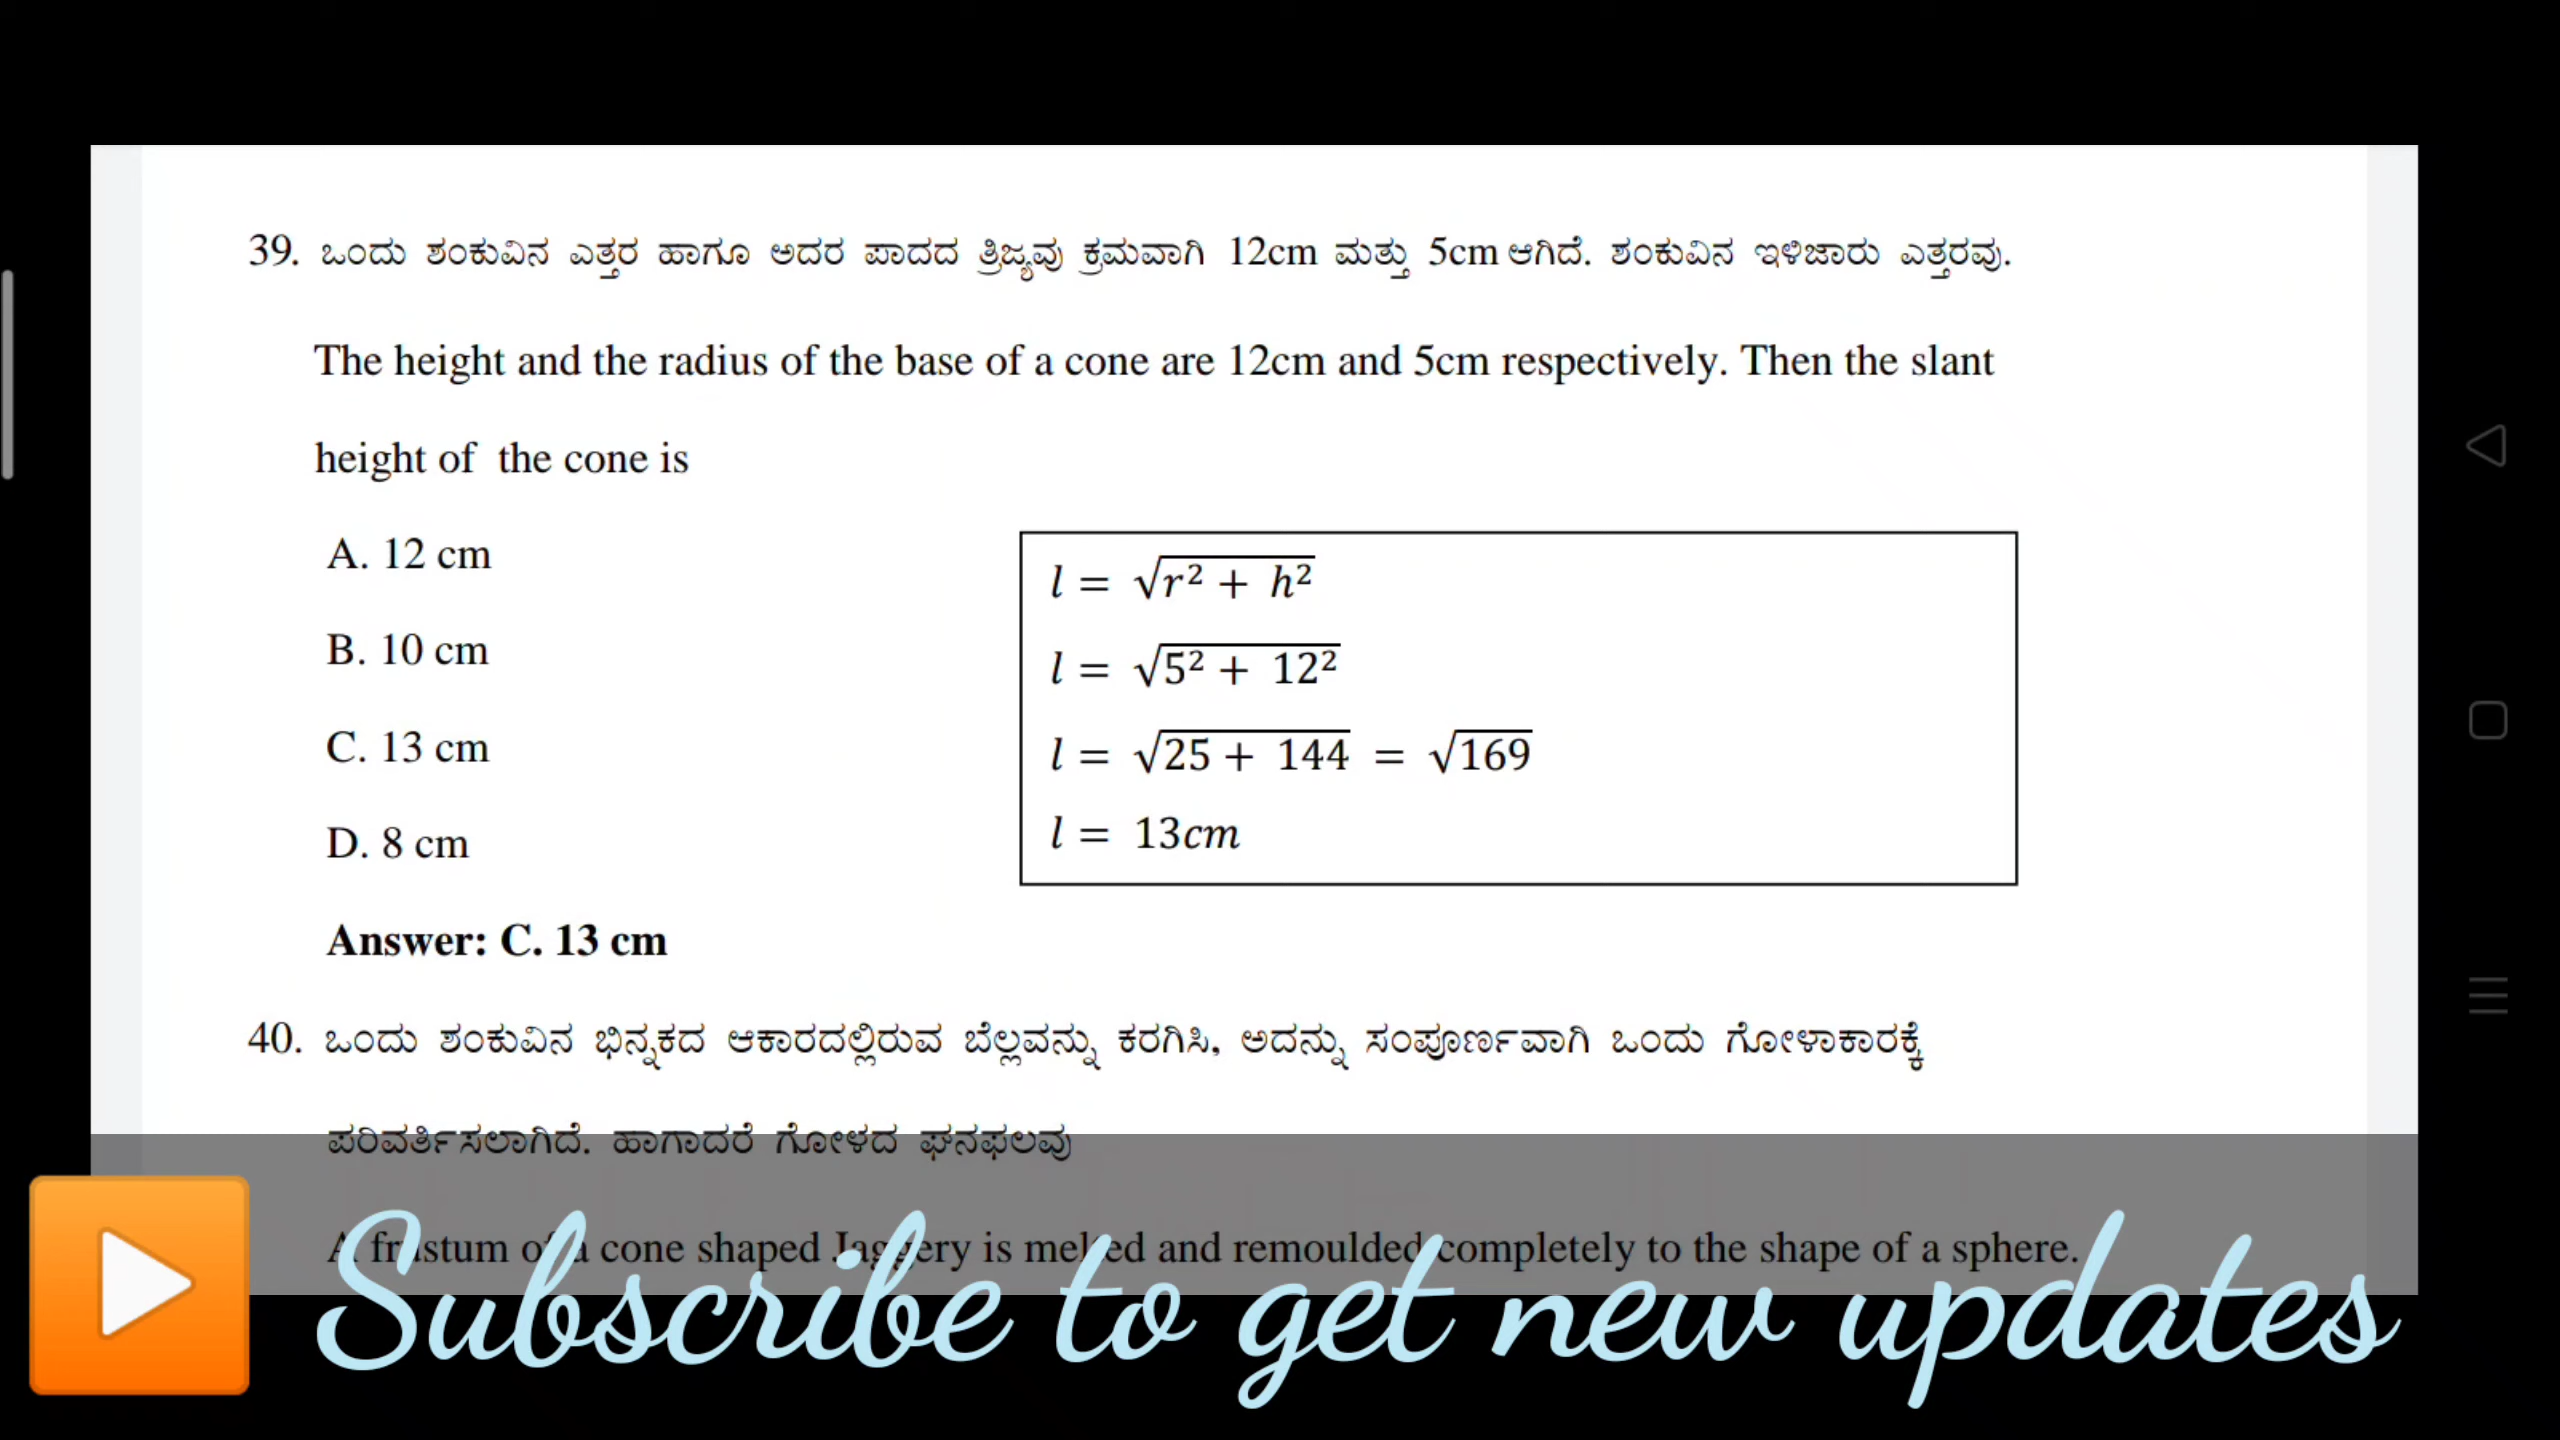 39. ಒಂದು ಶಂಕುವಿನ ಎತ್ತರ ಹಾಗೂ ಅದರ ಪಾದದ ತ್ರಿಜ್ಯವು ಕ್ರಮವಾಗಿ 12cm ಮತ್ತು 5cm ಆಗಿದೆ. ಶಂಕುವಿನ ಇಳಿಜಾರು ಎತ್ತರವು.
The height and the radius of the base of a cone are 12cm and 5cm respectively. Then the slant
height of the cone is
A. 12 cm
B. 10 cm
C. 13 cm
D. 8 cm
l = √r² + h²
l = √5² + 12²
l = √25 + 144 = √169
l = 13cm
Answer: C. 13 cm
40. ಒಂದು ಶಂಕುವಿನ ಭಿನ್ನಕದ ಆಕಾರದಲ್ಲಿರುವ ಬೆಲ್ಲವನ್ನು ಕರಗಿಸಿ, ಅದನ್ನು ಸಂಪೂರ್ಣವಾಗಿ ಒಂದು ಗೋಳಾಕಾರಕ್ಕೆ
ಪರಿವರ್ತಿಸಲಾಗಿದೆ. ಹಾಗಾದರೆ ಗೋಳದ ಘನಫಲವು
A frustum of a cone shaped Jaggery is melted and remoulded completely to the shape of a sphere.
Subscribe to get new updates